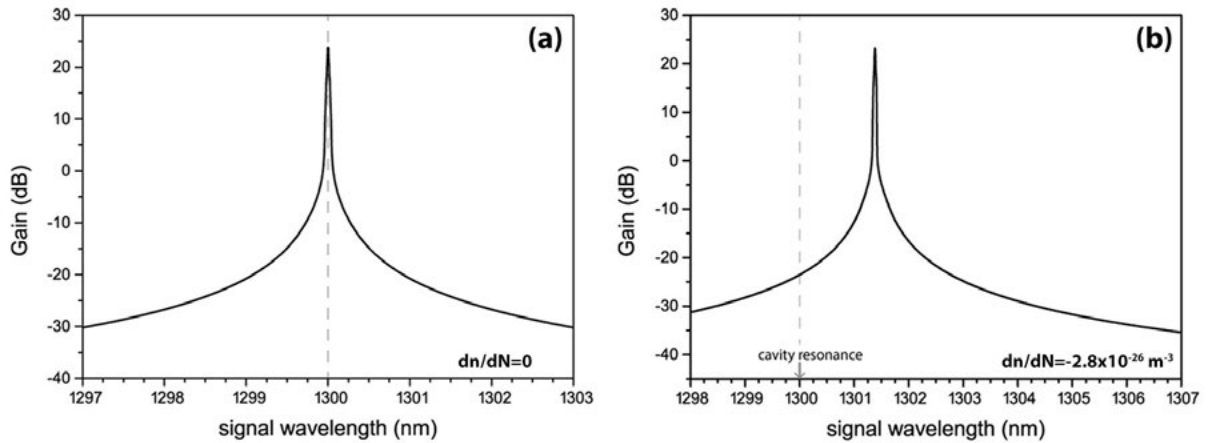 (a)
30
20
10
0
-10
-20
-30
-40
Gain (dB)
dn/dN=0
1297 1298 1299 1300 1301 1302 1303
signal wavelength (nm)
(b)
30
20
10
0
-10
-20
-30
-40
Gain (dB)
cavity resonance
dn/dN=-2.8x10⁻²⁶ m⁻³
1298 1299 1300 1301 1302 1303 1304 1305 1306 1307
signal wavelength (nm)